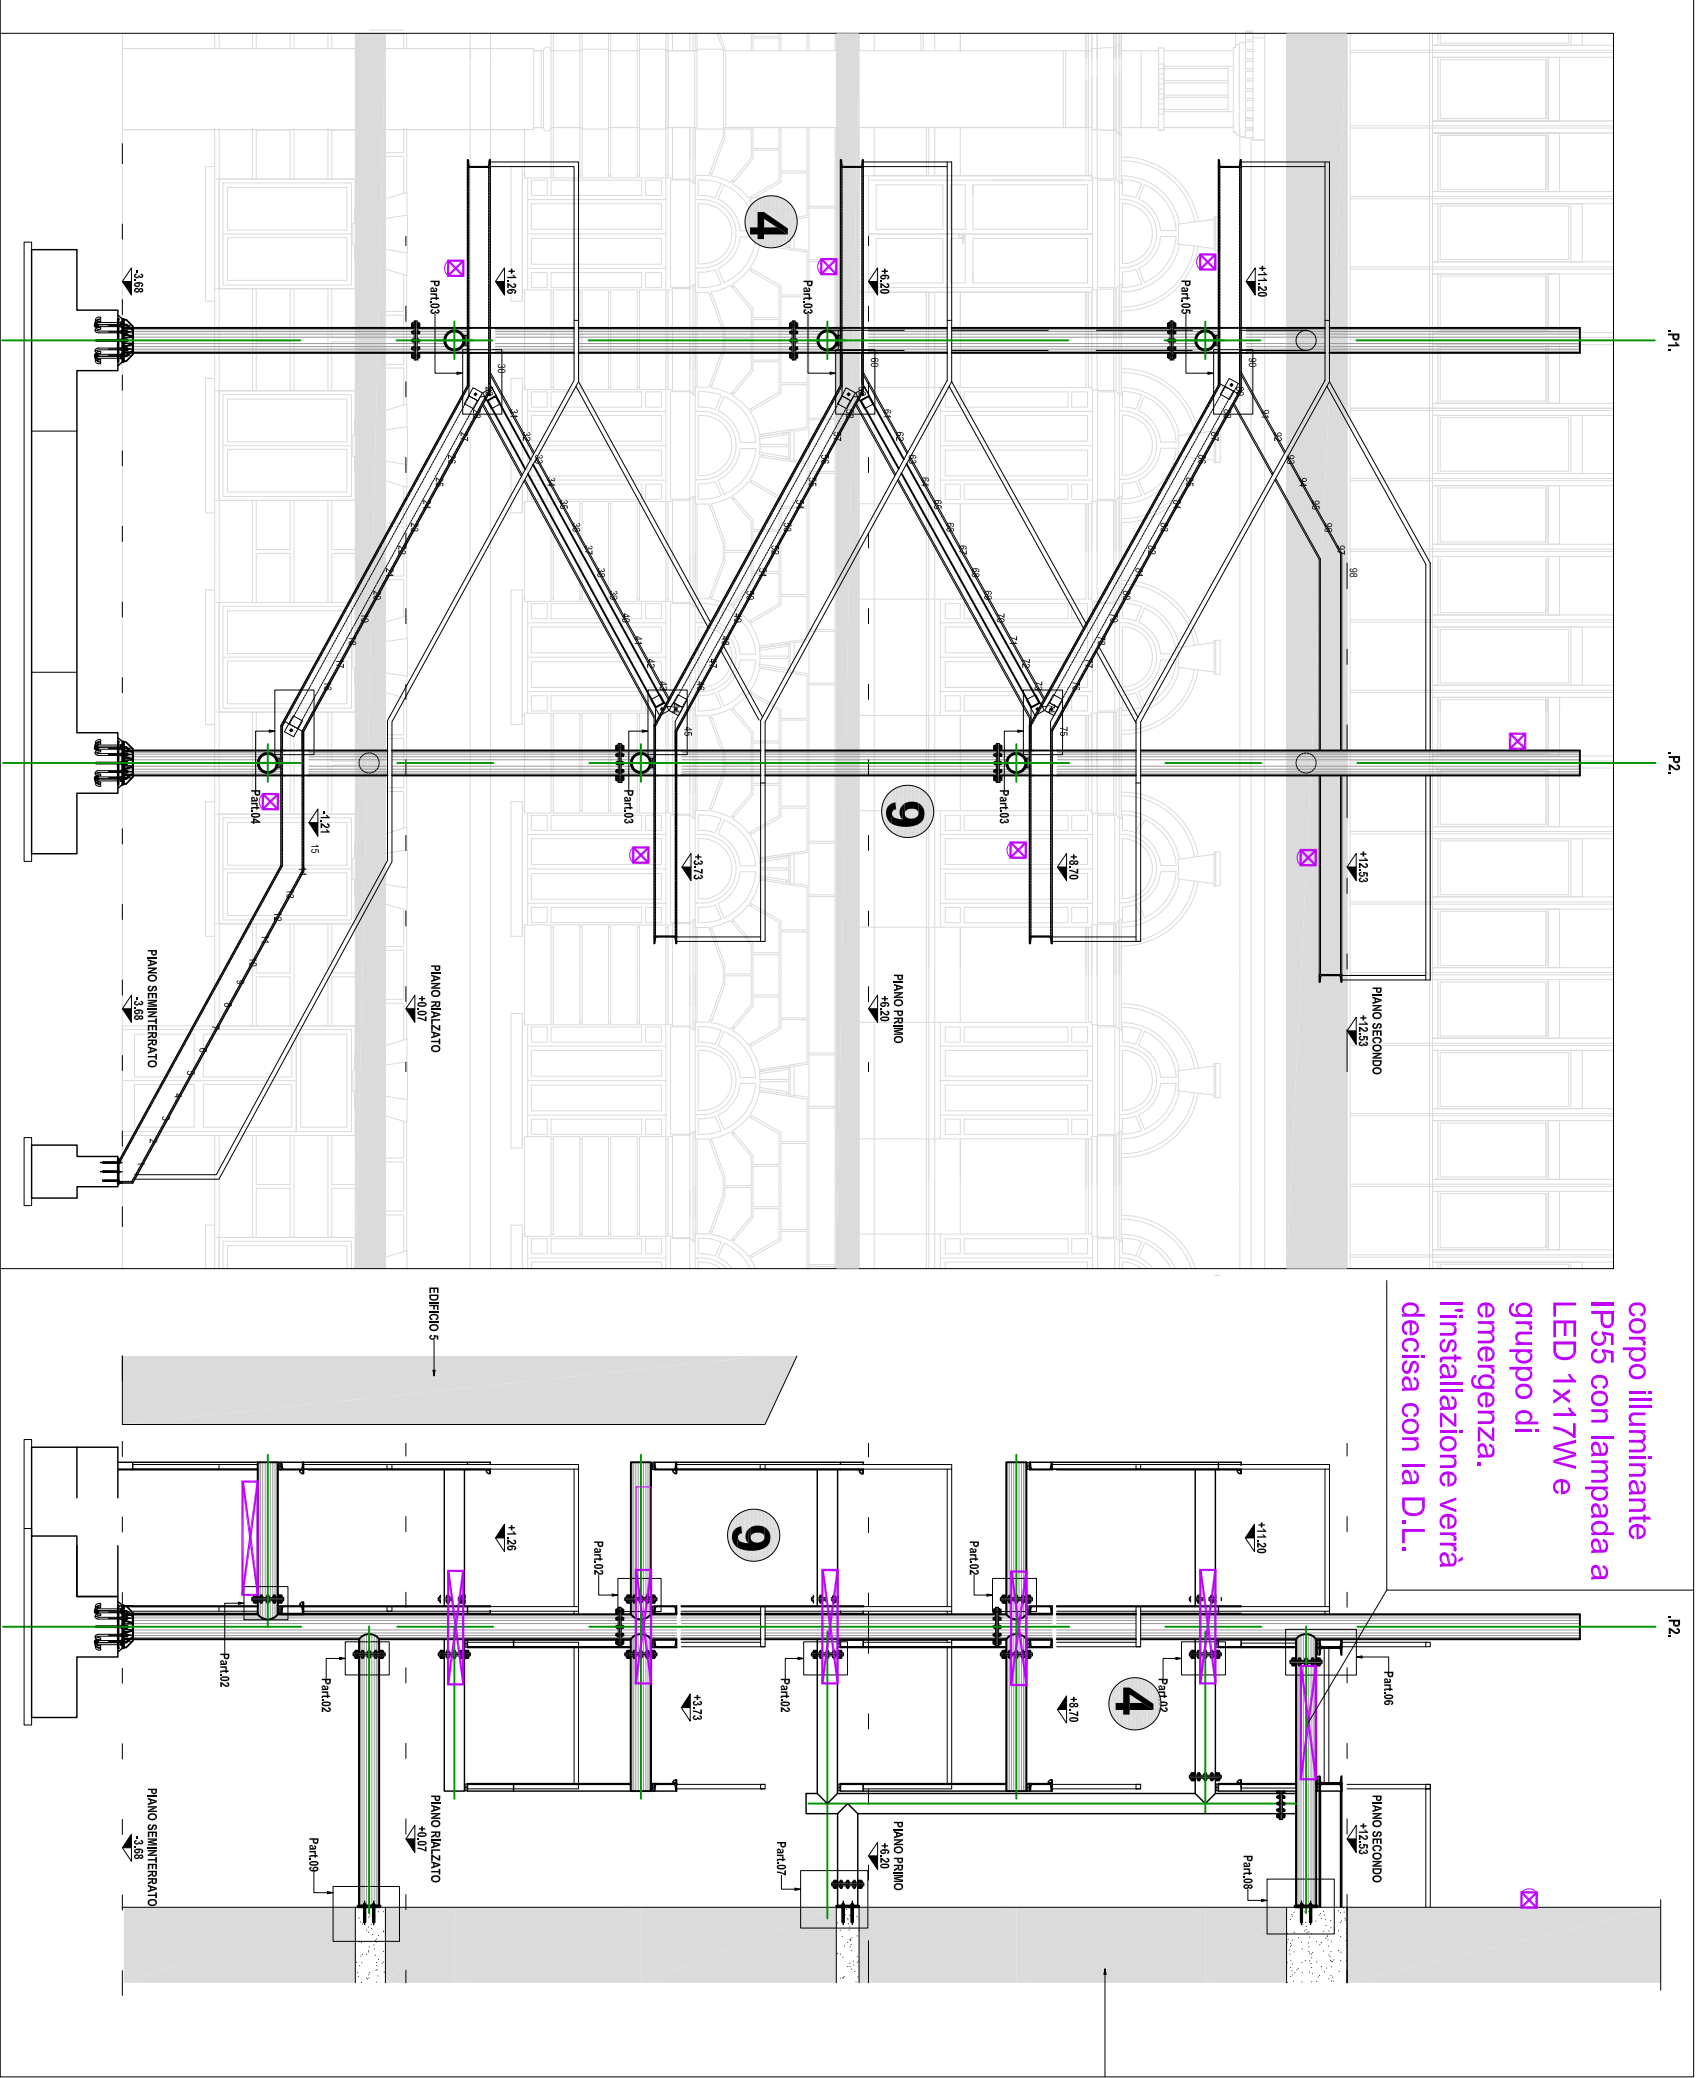 corpo illuminante
IP55 con lampada a
LED 1x17W e
gruppo di
emergenza.
l'installazione verrà
decisa con la D.L.
.P1.
.P2.
.P2.
+11.20
Part.05
+6.20
Part.03
+1.26
Part.03
-3.68
4
9
98
+12.53
+8.70
Part.03
+3.73
Part.03
-1.21
15
Part.04
PIANO SECONDO
+12.53
PIANO PRIMO
+6.20
PIANO RIALZATO
+0.07
PIANO SEMINTERRATO
-3.68
EDIFICIO 5
+11.20
Part.02
9
Part.02
+1.26
Part.06
Part.02
4
+8.70
Part.02
+3.73
Part.02
Part.02
PIANO SECONDO
+12.53
Part.08
PIANO PRIMO
+6.20
Part.07
PIANO RIALZATO
+0.07
Part.09
PIANO SEMINTERRATO
-3.68